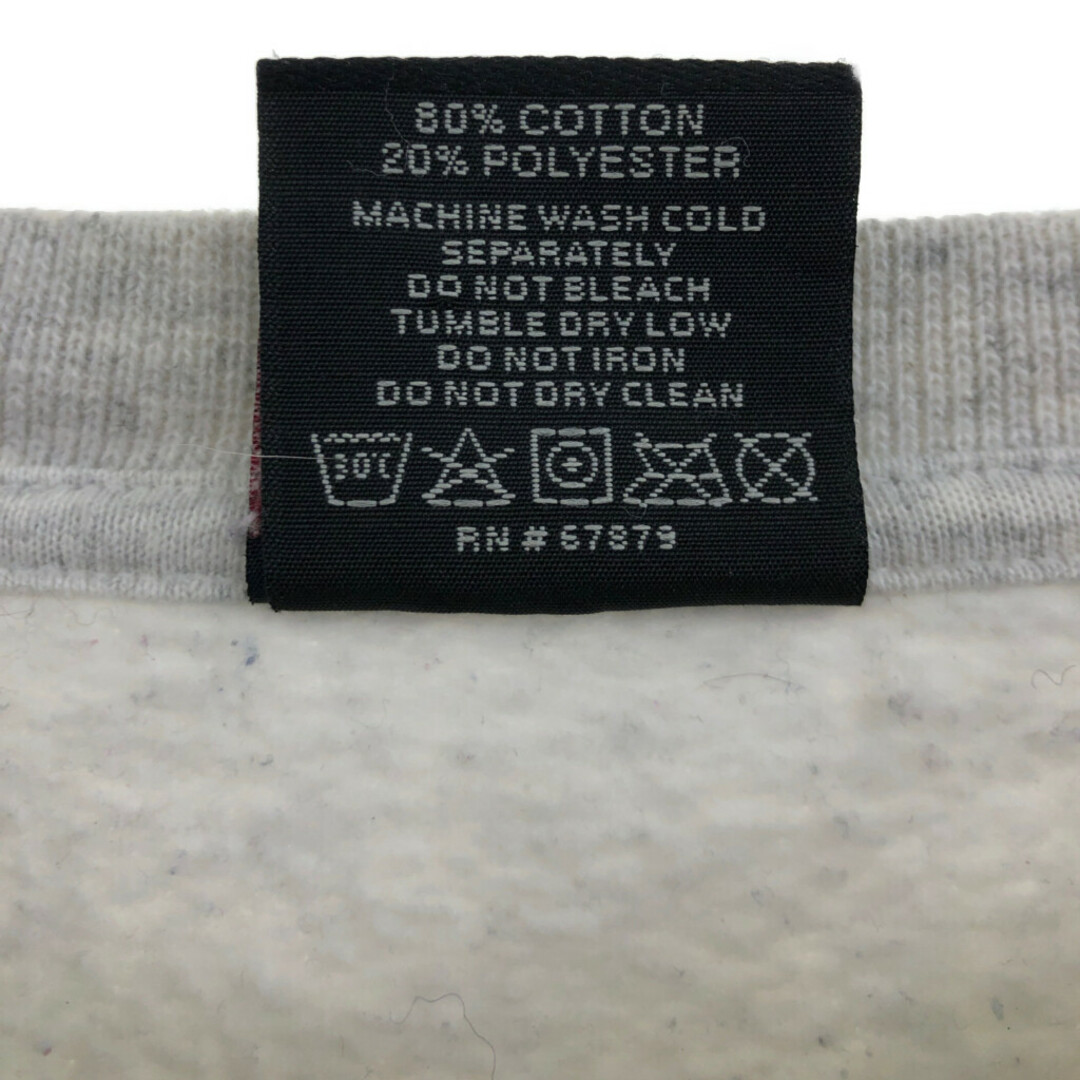 80% COTTON
20% POLYESTER
MACHINE WASH COLD
SEPARATELY
DO NOT BLEACH
TUMBLE DRY LOW
DO NOT IRON
DO NOT DRY CLEAN
30°C
RN # 67879